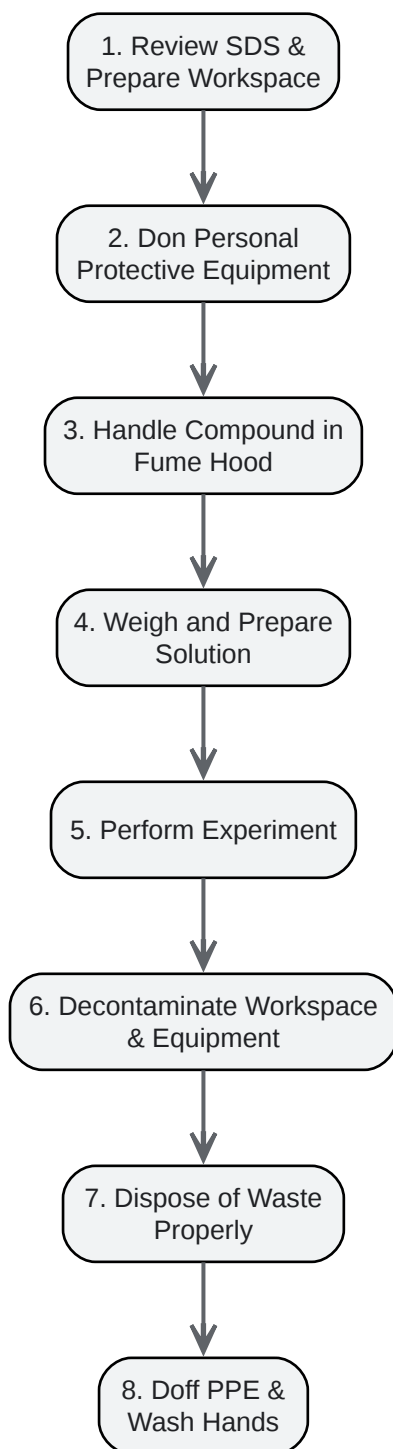 1. Review SDS &
Prepare Workspace
2. Don Personal
Protective Equipment
3. Handle Compound in
Fume Hood
4. Weigh and Prepare
Solution
5. Perform Experiment
6. Decontaminate Workspace
& Equipment
7. Dispose of Waste
Properly
8. Doff PPE &
Wash Hands